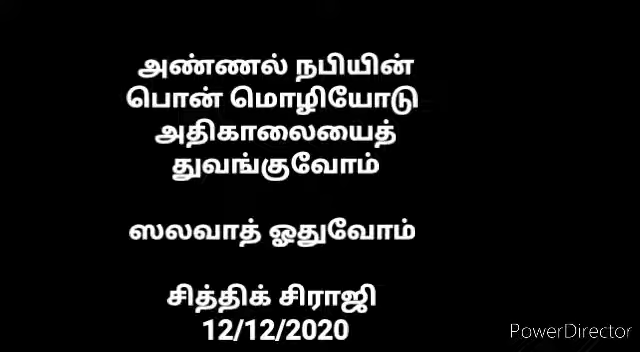 அண்ணல் நபியின்
பொன் மொழியோடு
அதிகாலையைத்
துவங்குவோம்
ஸலவாத் ஓதுவோம்
சித்திக் சிராஜி
12/12/2020
PowerDirector